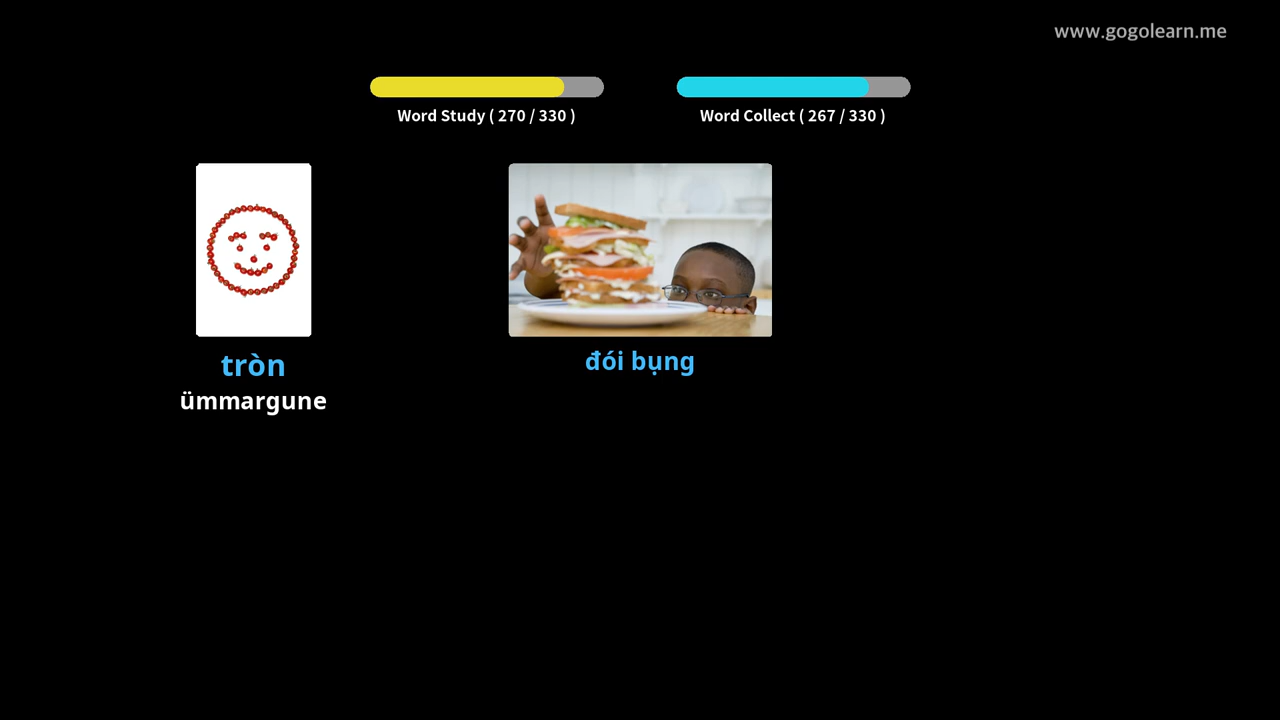 www.gogolearn.me
Word Study ( 270 / 330 )
Word Collect ( 267 / 330 )
tròn
ümmargune
đói bụng